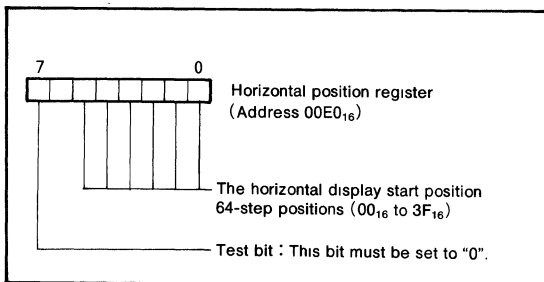 7 0
Horizontal position register
(Address 00E0₁₆)
The horizontal display start position
64-step positions (00₁₆ to 3F₁₆)
Test bit : This bit must be set to “0”.